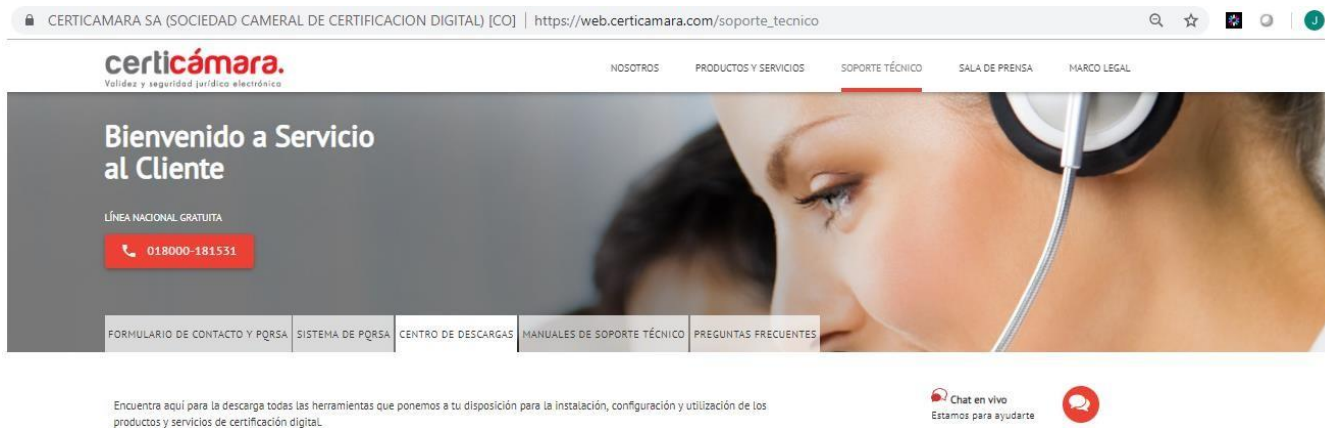 CERTICAMARA SA (SOCIEDAD CAMERAL DE CERTIFICACION DIGITAL) [CO] | https://web.certicamara.com/soporte_tecnico
J
certicámara.
Validez y seguridad jurídica electrónica
NOSOTROS PRODUCTOS Y SERVICIOS SOPORTE TÉCNICO SALA DE PRENSA MARCO LEGAL
Bienvenido a Servicio
al Cliente
LÍNEA NACIONAL GRATUITA
018000-181531
FORMULARIO DE CONTACTO Y PQRSA SISTEMA DE PQRSA CENTRO DE DESCARGAS MANUALES DE SOPORTE TÉCNICO PREGUNTAS FRECUENTES
Encuentra aquí para la descarga todas las herramientas que ponemos a tu disposición para la instalación, configuración y utilización de los
productos y servicios de certificación digital.
Chat en vivo
Estamos para ayudarte